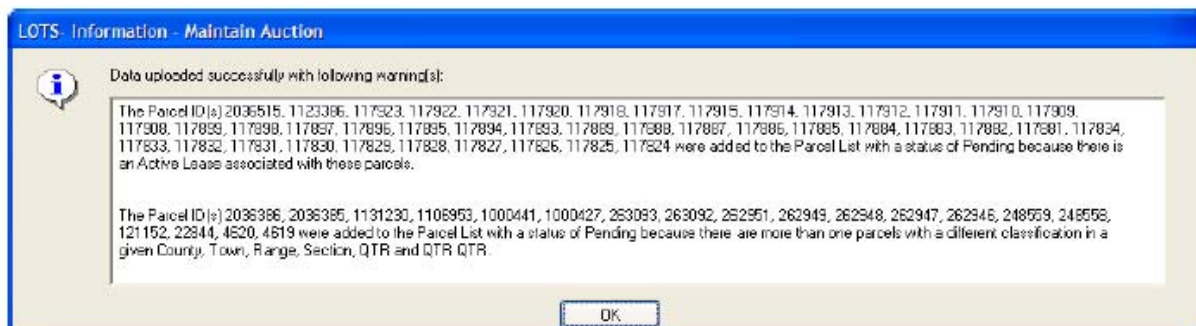 LOTS- Information - Maintain Auction
Data uploaded successfully with following warning(s):
The Parcel ID(s) 2036515, 1123386, 117923, 117922, 117921, 117920, 117918, 117917, 117915, 117914, 117913, 117912, 117911, 117910, 117909,
117908, 117899, 117898, 117897, 117896, 117895, 117894, 117893, 117889, 117888, 117887, 117886, 117885, 117884, 117883, 117882, 117881, 117834,
117833, 117832, 117831, 117830, 117829, 117828, 117827, 117826, 117825, 117824 were added to the Parcel List with a status of Pending because there is
an Active Lease associated with these parcels.
The Parcel ID(s) 2036386, 2036385, 1131230, 1106953, 1000441, 1000427, 263093, 263092, 262951, 262949, 262948, 262947, 262946, 248559, 248558,
121152, 22844, 4620, 4619 were added to the Parcel List with a status of Pending because there are more than one parcels with a different classification in a
given County, Town, Range, Section, QTR and QTR QTR.
OK